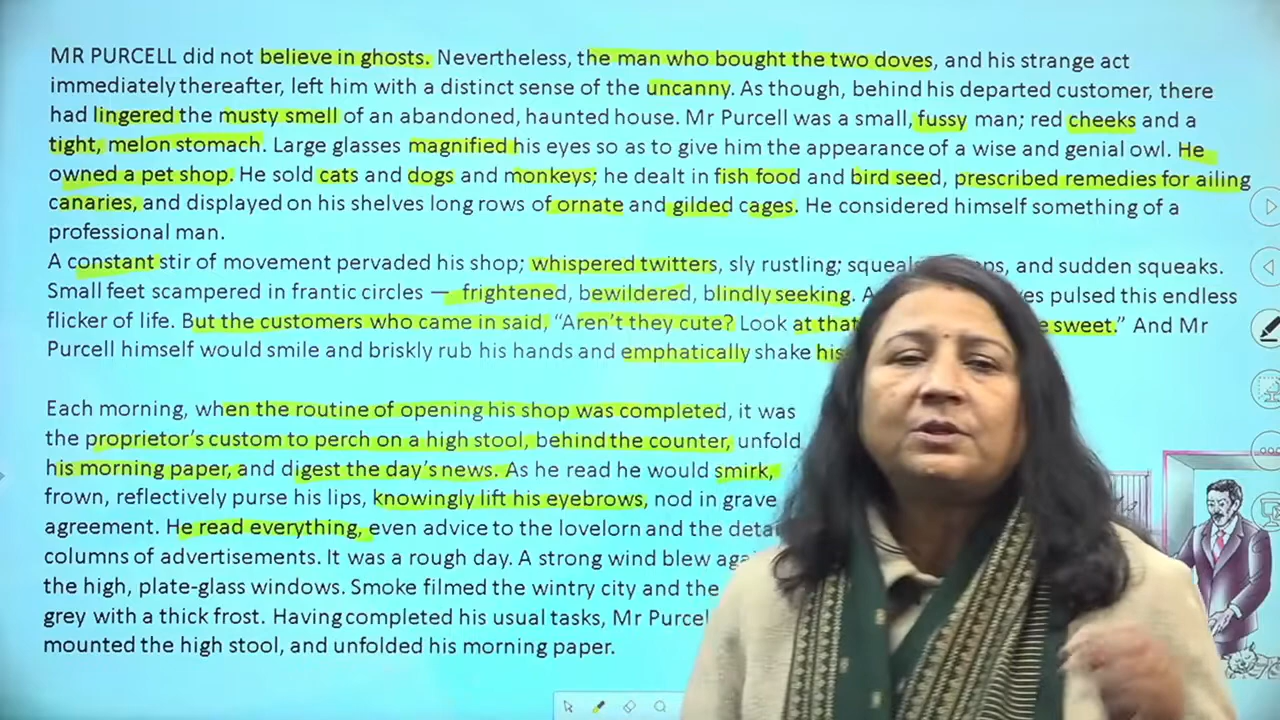 MR PURCELL did not believe in ghosts. Nevertheless, the man who bought the two doves, and his strange act
immediately thereafter, left him with a distinct sense of the uncanny. As though, behind his departed customer, there
had lingered the musty smell of an abandoned, haunted house. Mr Purcell was a small, fussy man; red cheeks and a
tight, melon stomach. Large glasses magnified his eyes so as to give him the appearance of a wise and genial owl. He
owned a pet shop. He sold cats and dogs and monkeys; he dealt in fish food and bird seed, prescribed remedies for ailing
canaries, and displayed on his shelves long rows of ornate and gilded cages. He considered himself something of a
professional man.
A constant stir of movement pervaded his shop; whispered twitters, sly rustling; and sudden squeaks.
Small feet scampered in frantic circles — frightened, bewildered, blindly seeking. pulsed this endless
flicker of life. But the customers who came in said, “Aren’t they cute? Look at that sweet.” And Mr
Purcell himself would smile and briskly rub his hands and emphatically shake his
Each morning, when the routine of opening his shop was completed, it was
the proprietor’s custom to perch on a high stool, behind the counter, unfold
his morning paper, and digest the day’s news. As he read he would smirk,
frown, reflectively purse his lips, knowingly lift his eyebrows, nod in grave
agreement. He read everything, even advice to the lovelorn and the
columns of advertisements. It was a rough day. A strong wind blew
the high, plate-glass windows. Smoke filmed the wintry city and the
grey with a thick frost. Having completed his usual tasks, Mr
mounted the high stool, and unfolded his morning paper.